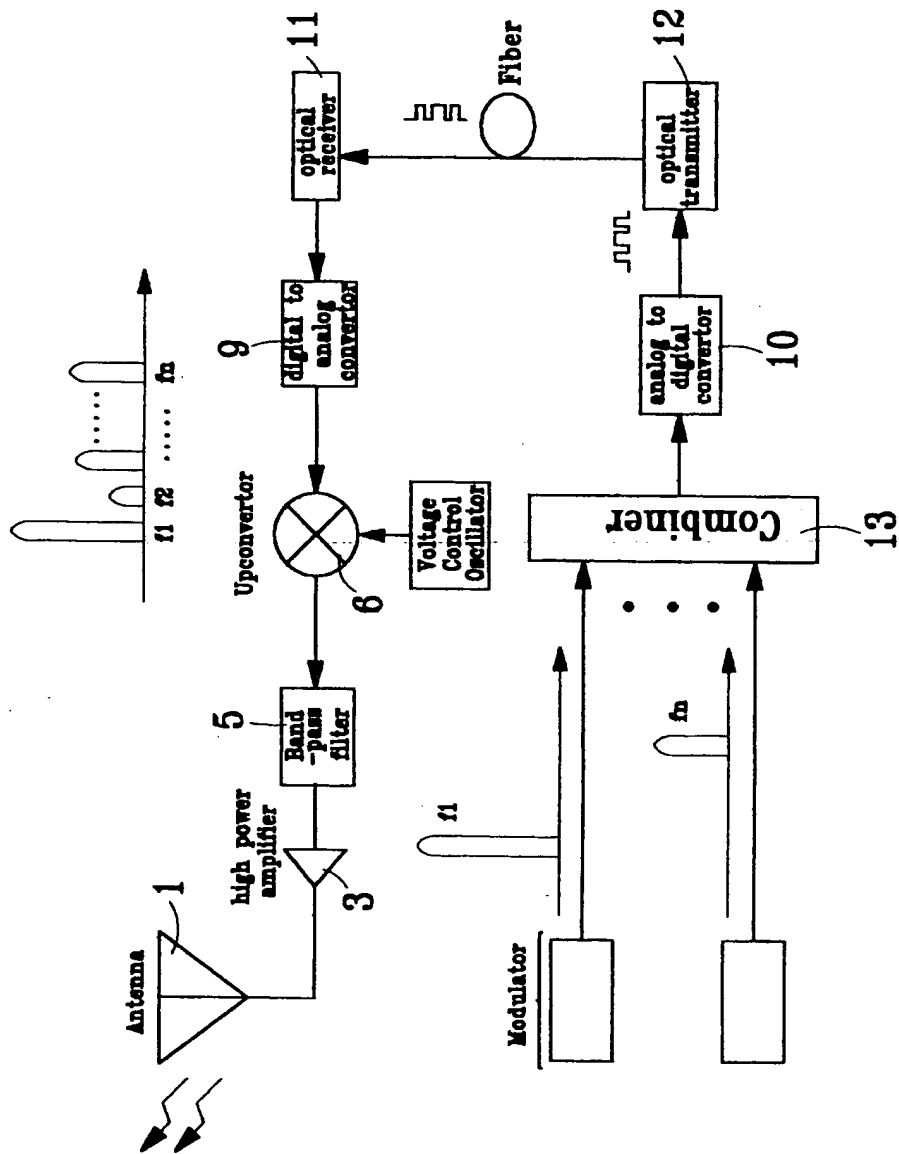 Antenna
1
high power
amplifier
3
5
Band
-pass
filter
Upconvertor
6
Voltage
Control
Oscillator
9
digital to
analog
convertor
11
optical
receiver
f1
f2
.....
.....
fn
Fiber
Modulator
f1
fn
Combiner
13
analog to
digital
convertor
10
optical
transmitter
12